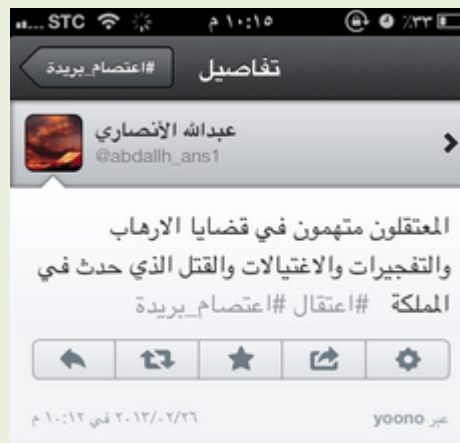 STC ١٠:١٥ م ٪٣٣
#اعتصام_بريدة تفاصيل
عبدالله الأنصاري
@abdallh_ans1
المعتقلون متهمون في قضايا الارهاب
والتفجيرات والاغتيالات والقتل الذي حدث في
المملكة #اعتقال #اعتصام_بريدة
٢٠١٣/٠٢/٢٦ في ١٠:١٢ م عبر yoono